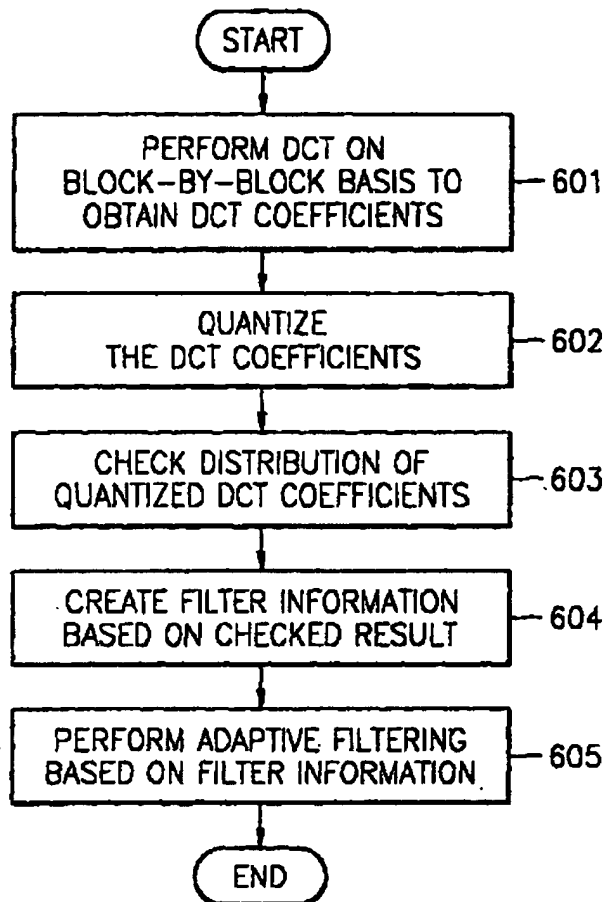 START
PERFORM DCT ON
BLOCK-BY-BLOCK BASIS TO
OBTAIN DCT COEFFICIENTS
601
QUANTIZE
THE DCT COEFFICIENTS
602
CHECK DISTRIBUTION OF
QUANTIZED DCT COEFFICIENTS
603
CREATE FILTER INFORMATION
BASED ON CHECKED RESULT
604
PERFORM ADAPTIVE FILTERING
BASED ON FILTER INFORMATION
605
END